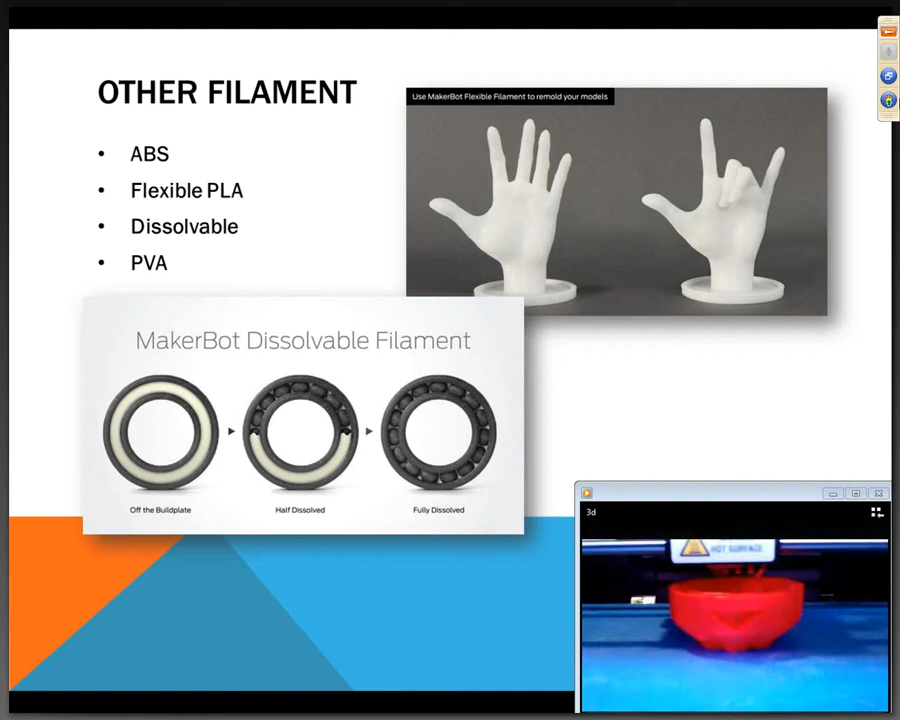 OTHER FILAMENT
• ABS
• Flexible PLA
• Dissolvable
• PVA
Use MakerBot Flexible Filament to remold your models
MakerBot Dissolvable Filament
Off the Buildplate
Half Dissolved
Fully Dissolved
3d
HOT SURFACE